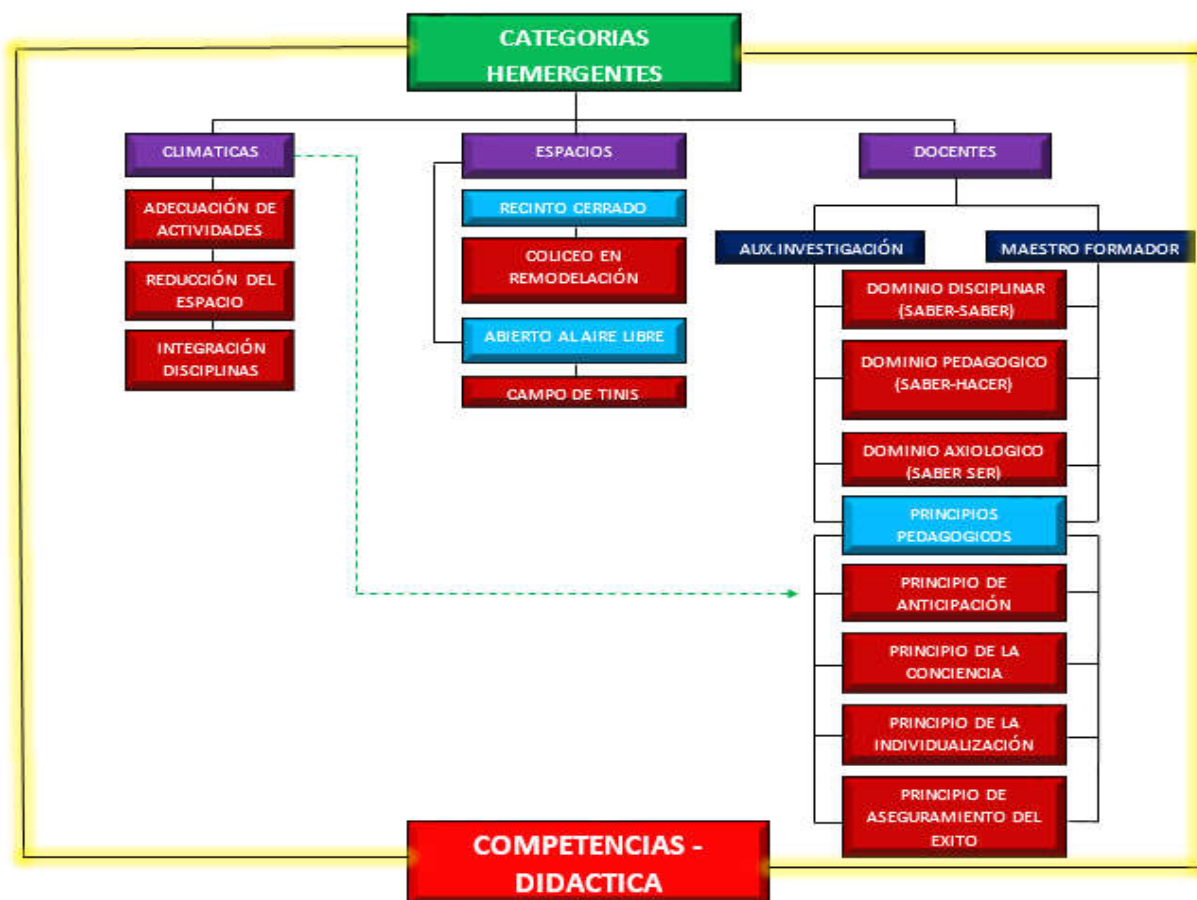 CATEGORIAS
HEMERGENTES
CLIMATICAS
ADECUACIÓN DE
ACTIVIDADES
REDUCCIÓN DEL
ESPACIO
INTEGRACIÓN
DISCIPLINAS
ESPACIOS
RECINTO CERRADO
COLICEO EN
REMODELACIÓN
ABIERTO AL AIRE LIBRE
CAMPO DE TINIS
DOCENTES
AUX.INVESTIGACIÓN
MAESTRO FORMADOR
DOMINIO DISCIPLINAR
(SABER-SABER)
DOMINIO PEDAGOGICO
(SABER-HACER)
DOMINIO AXIOLOGICO
(SABER SER)
PRINCIPIOS
PEDAGOGICOS
PRINCIPIO DE
ANTICIPACIÓN
PRINCIPIO DE LA
CONCIENCIA
PRINCIPIO DE LA
INDIVIDUALIZACIÓN
PRINCIPIO DE
ASEGURAMIENTO DEL
EXITO
COMPETENCIAS -
DIDACTICA